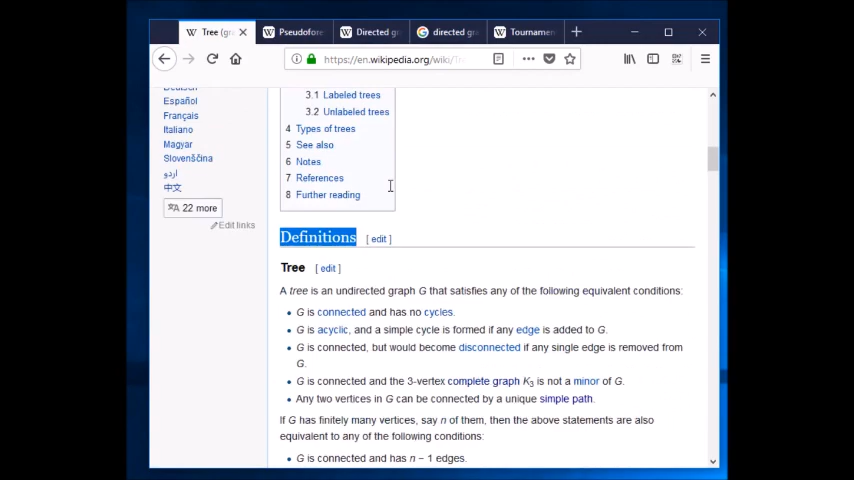 Tree (gra
Pseudofore
Directed gr
directed gr
Tournamen
https://en.wikipedia.org/wiki/Tr
Deutsch
Español
Français
Italiano
Magyar
Slovenščina
اردو
中文
22 more
Edit links
3.1 Labeled trees
3.2 Unlabeled trees
4 Types of trees
5 See also
6 Notes
7 References
8 Further reading
Definitions [ edit ]
Tree [ edit ]
A tree is an undirected graph G that satisfies any of the following equivalent conditions:
G is connected and has no cycles.
G is acyclic, and a simple cycle is formed if any edge is added to G.
G is connected, but would become disconnected if any single edge is removed from
G.
G is connected and the 3-vertex complete graph K₃ is not a minor of G.
Any two vertices in G can be connected by a unique simple path.
If G has finitely many vertices, say n of them, then the above statements are also
equivalent to any of the following conditions:
G is connected and has n − 1 edges.